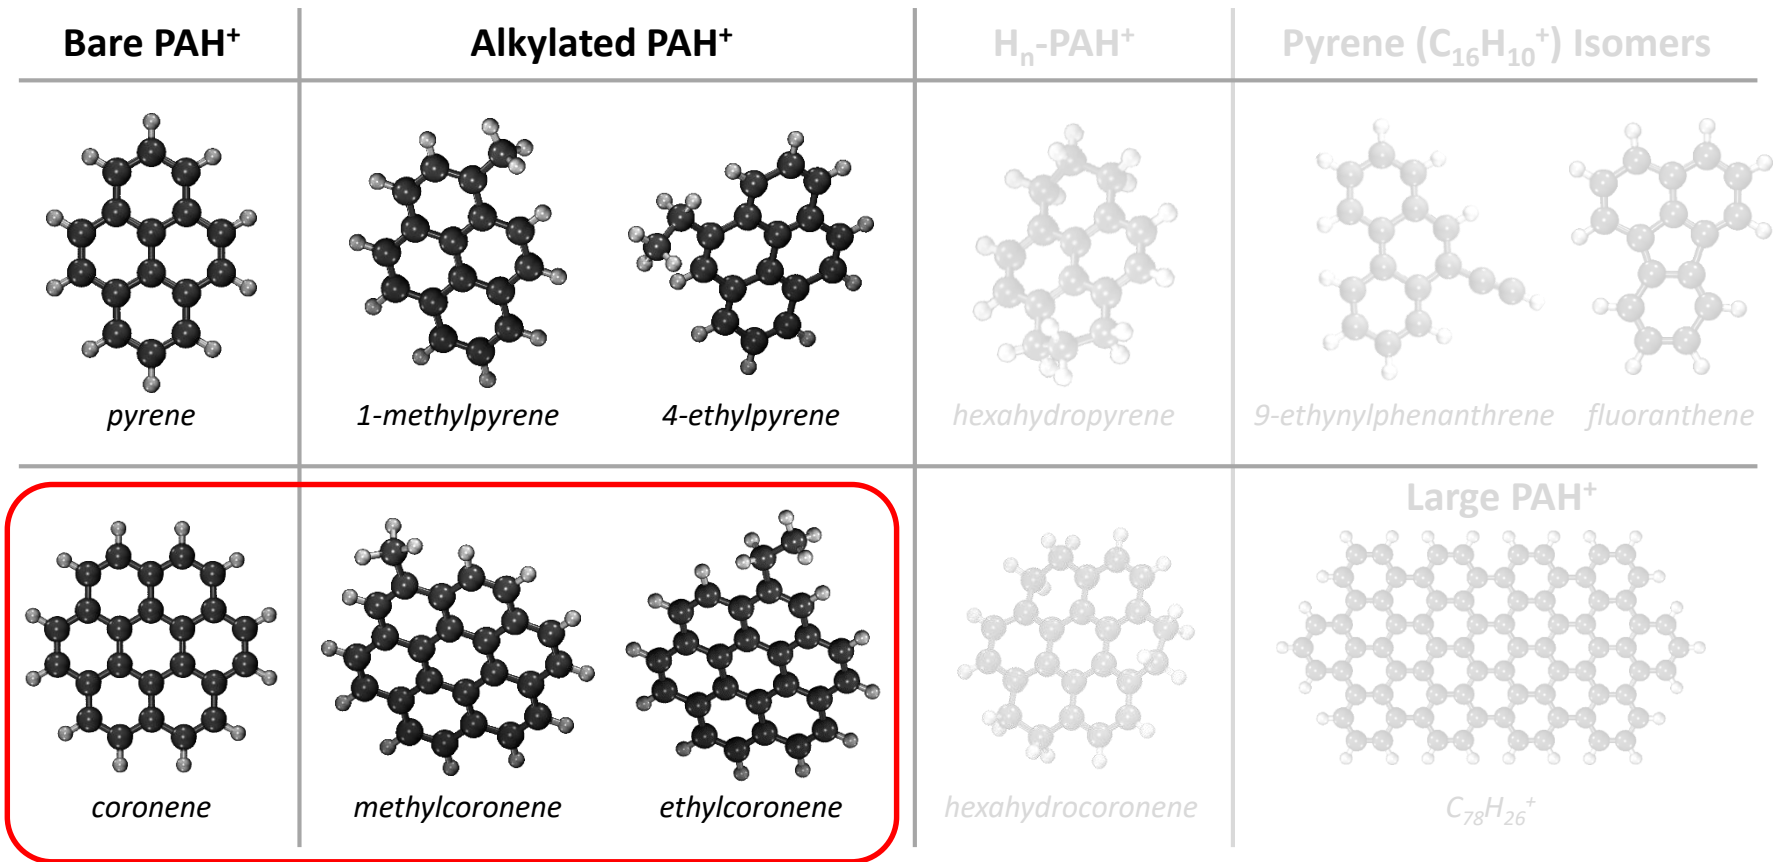 Bare PAH⁺
Alkylated PAH⁺
Hₙ-PAH⁺
Pyrene (C₁₆H₁₀⁺) Isomers
pyrene
1-methylpyrene
4-ethylpyrene
hexahydropyrene
9-ethynylphenanthrene
fluoranthene
Large PAH⁺
coronene
methylcoronene
ethylcoronene
hexahydrocoronene
C₇₈H₂₆⁺